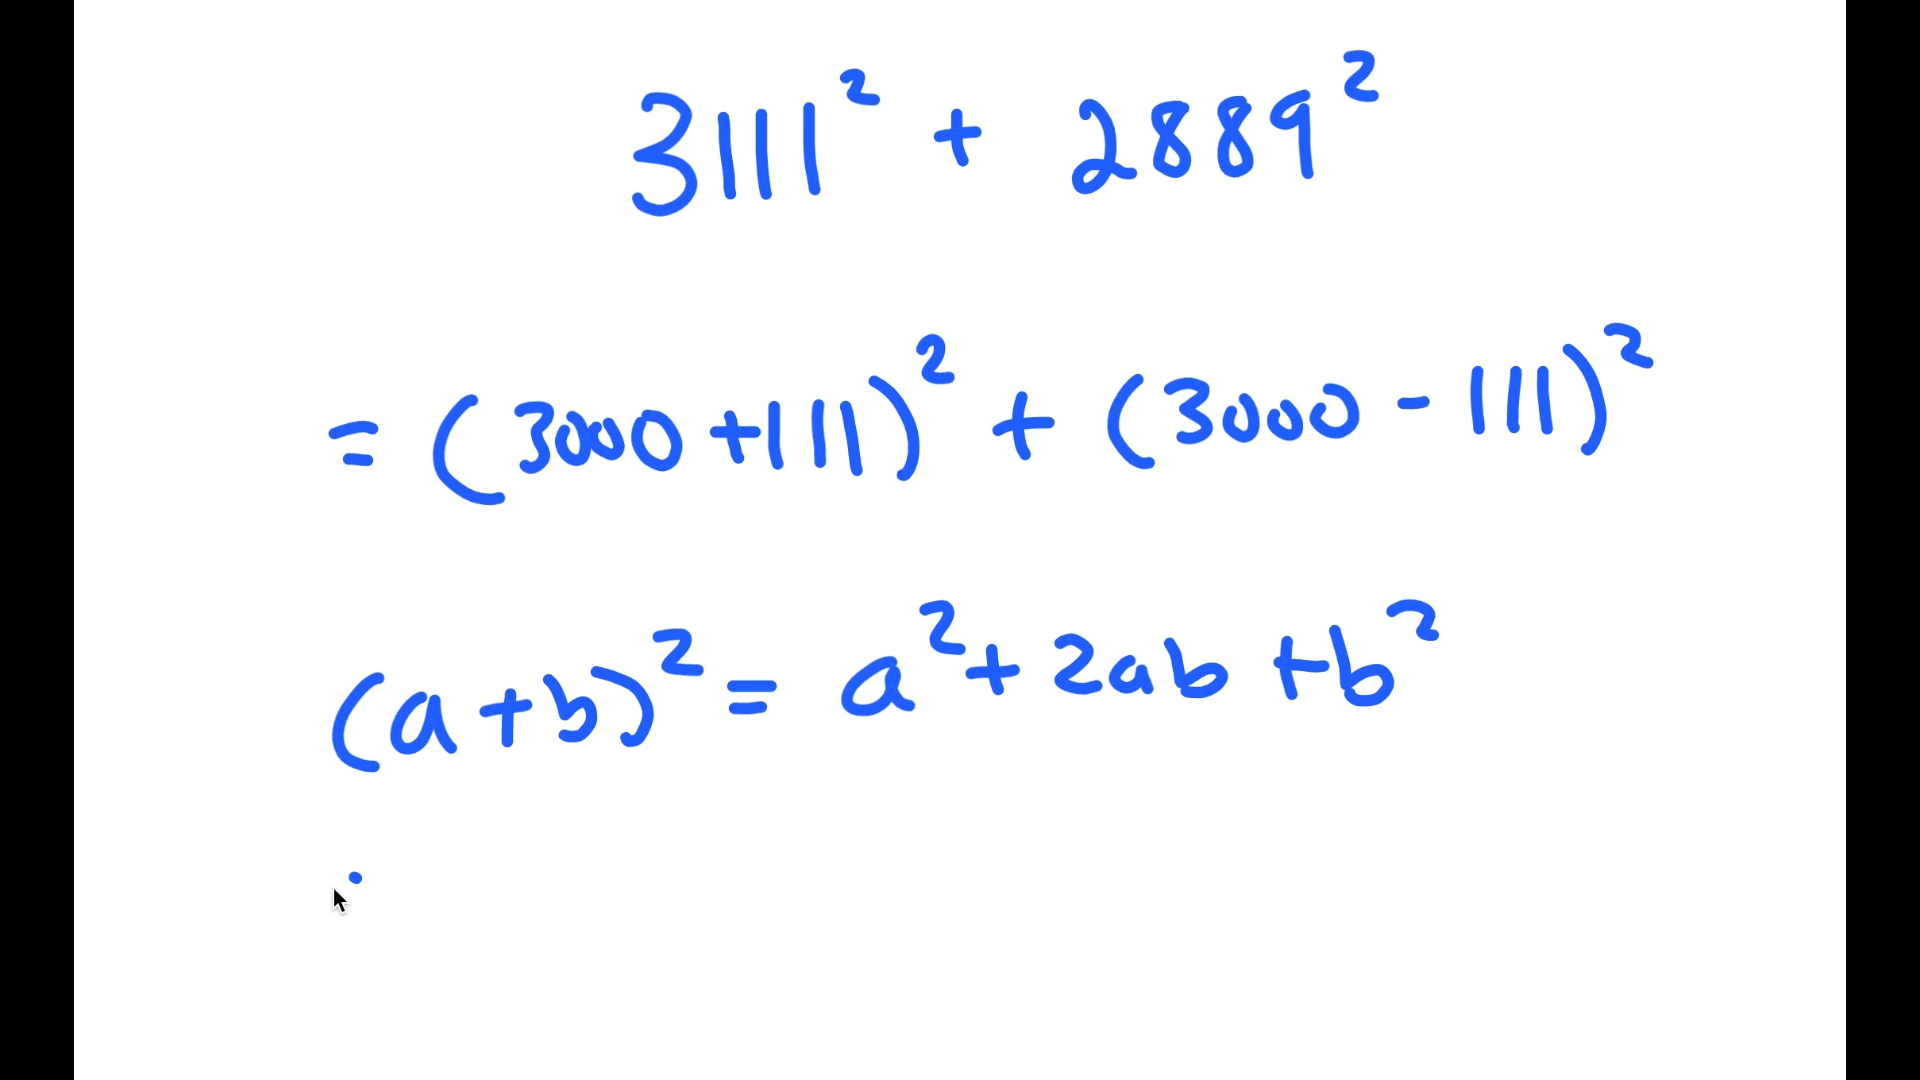 3111² + 2889²
= (3000 + 111)² + (3000 - 111)²
(a + b)² = a² + 2ab + b²